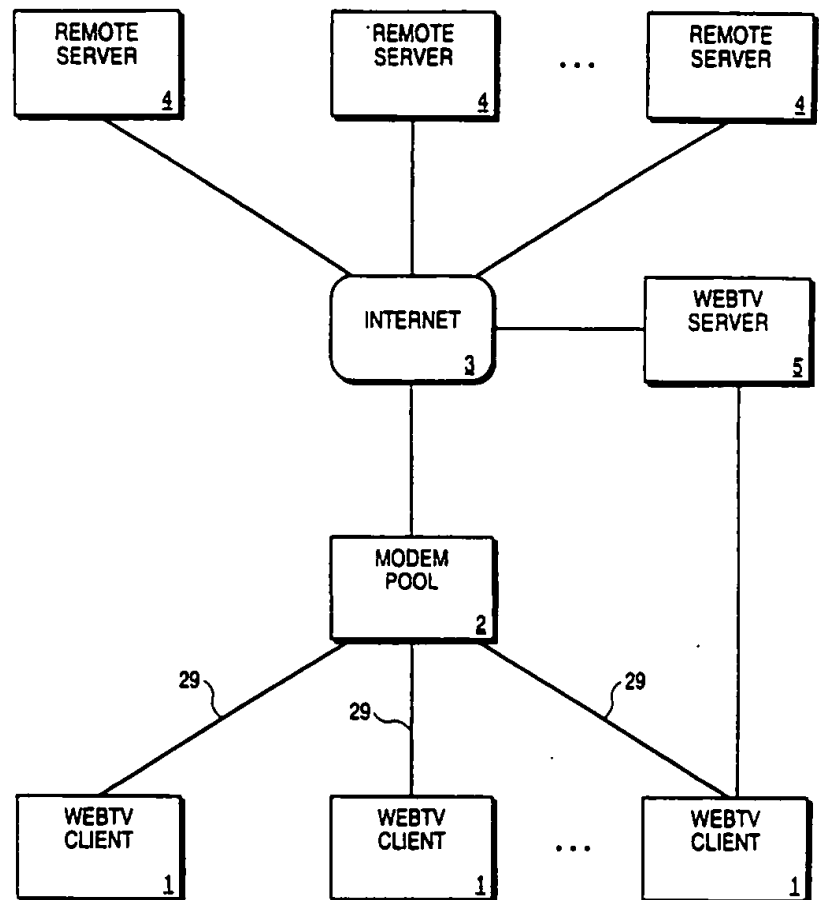 REMOTE
SERVER
4
REMOTE
SERVER
4
...
REMOTE
SERVER
4
INTERNET
3
WEBTV
SERVER
5
MODEM
POOL
2
29
29
29
WEBTV
CLIENT
1
WEBTV
CLIENT
1
...
WEBTV
CLIENT
1